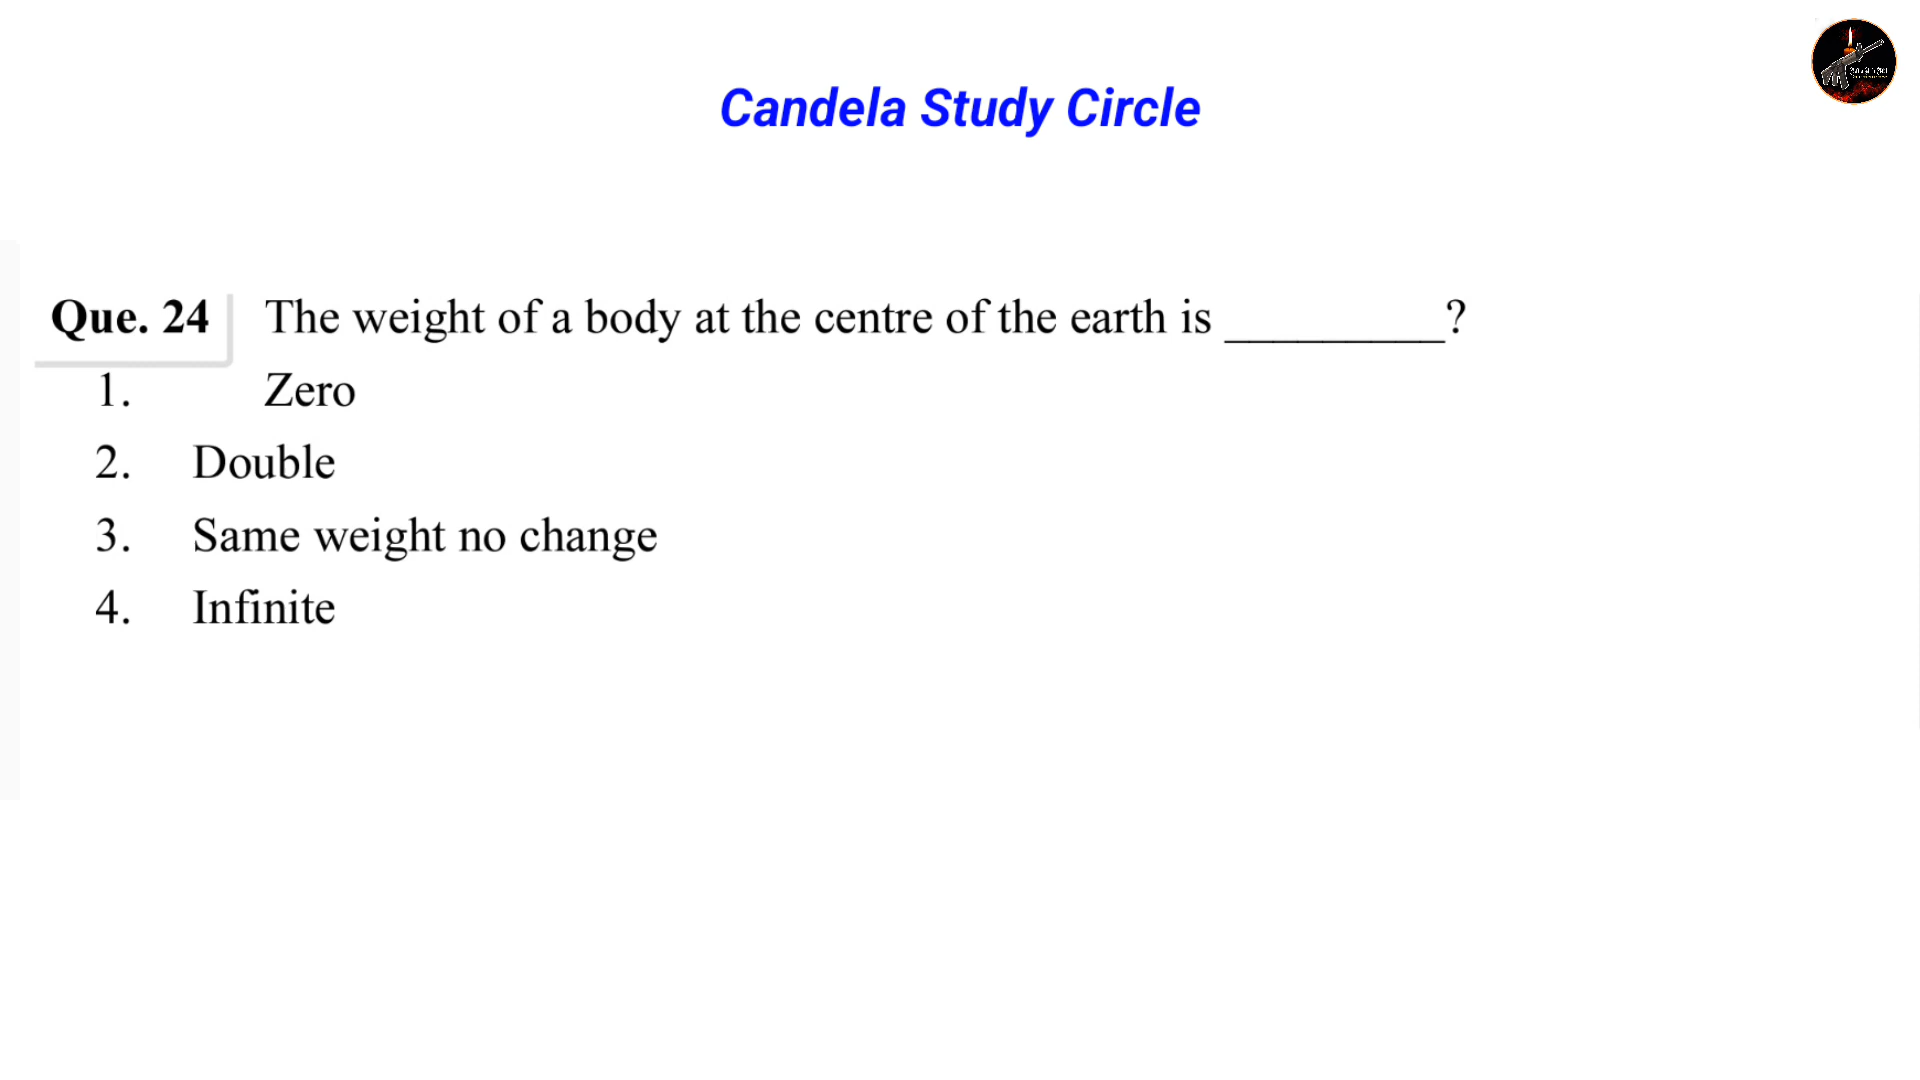 Candela Study Circle
Que. 24 The weight of a body at the centre of the earth is _________?
1. Zero
2. Double
3. Same weight no change
4. Infinite